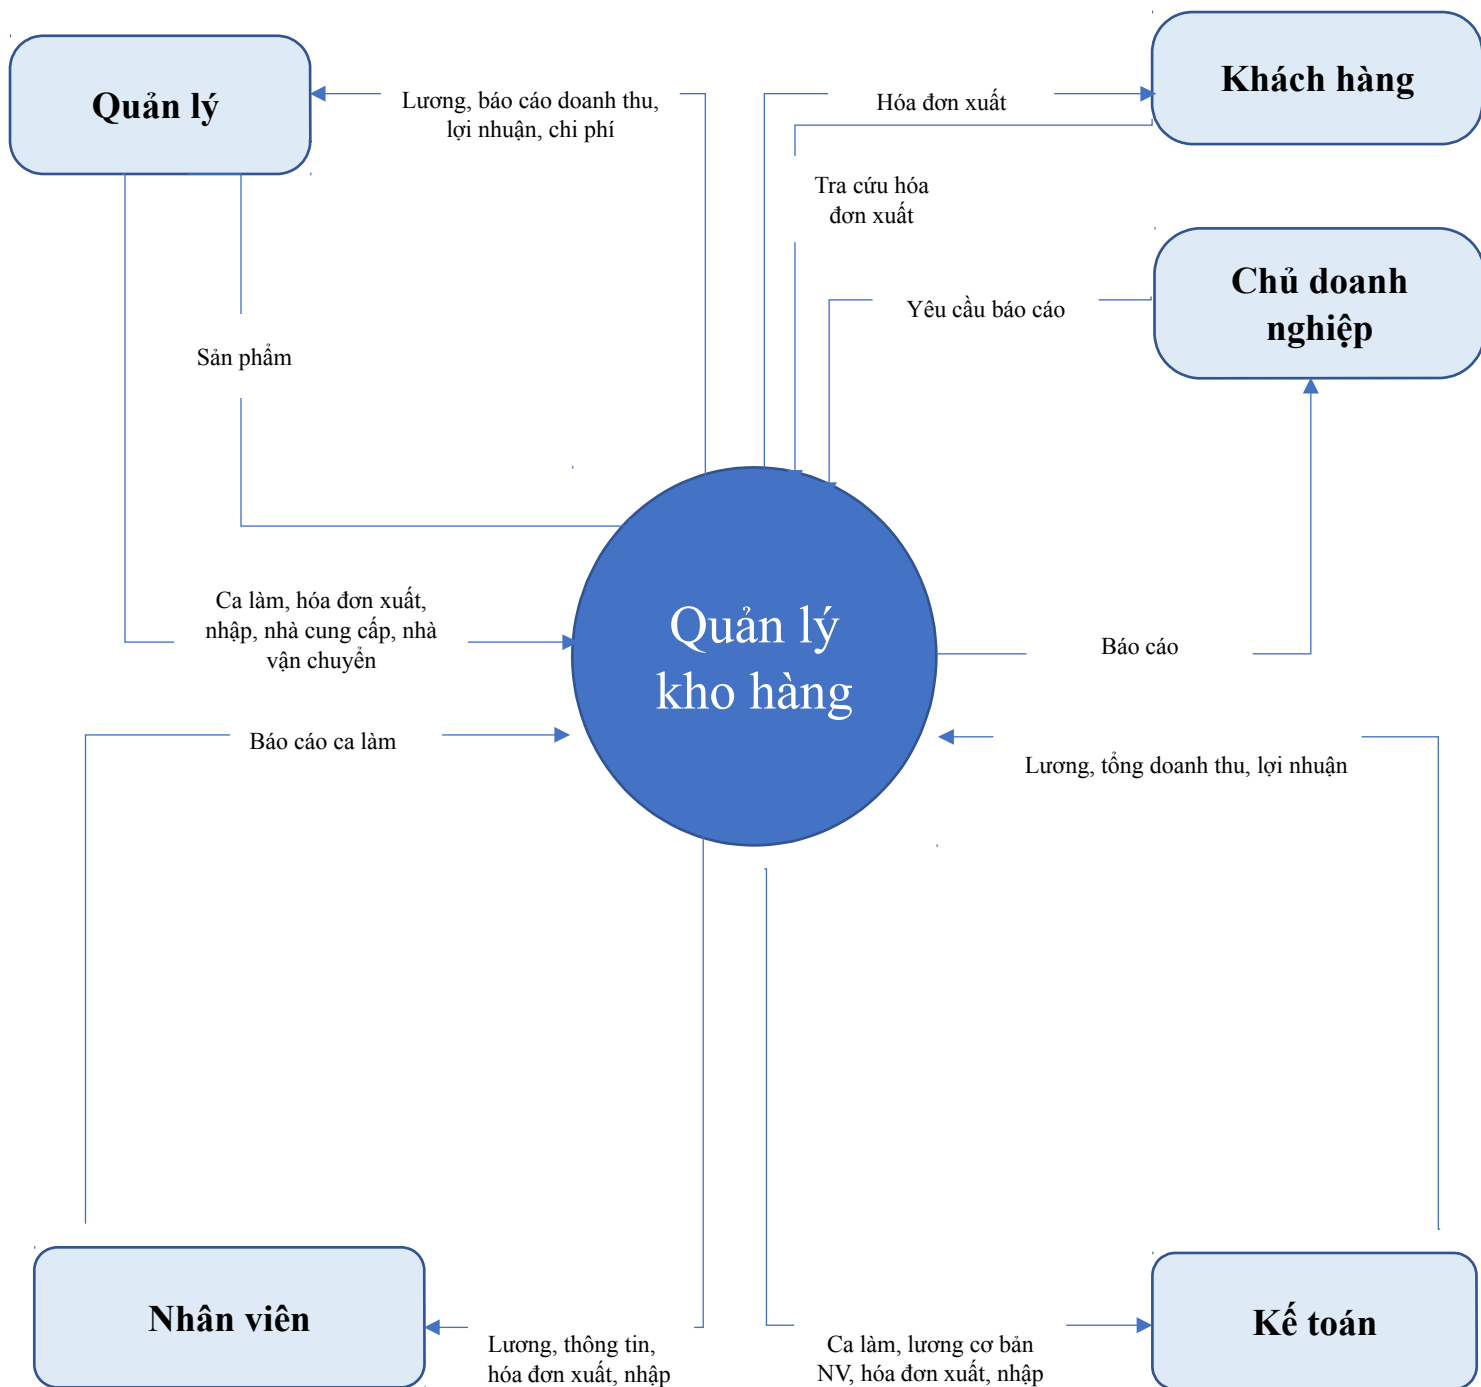 Quản lý
Lương, báo cáo doanh thu,
lợi nhuận, chi phí
Hóa đơn xuất
Khách hàng
Tra cứu hóa
đơn xuất
Chủ doanh
nghiệp
Yêu cầu báo cáo
Sản phẩm
Ca làm, hóa đơn xuất,
nhập, nhà cung cấp, nhà
vận chuyển
Quản lý
kho hàng
Báo cáo
Báo cáo ca làm
Lương, tổng doanh thu, lợi nhuận
Nhân viên
Lương, thông tin,
hóa đơn xuất, nhập
Ca làm, lương cơ bản
NV, hóa đơn xuất, nhập
Kế toán